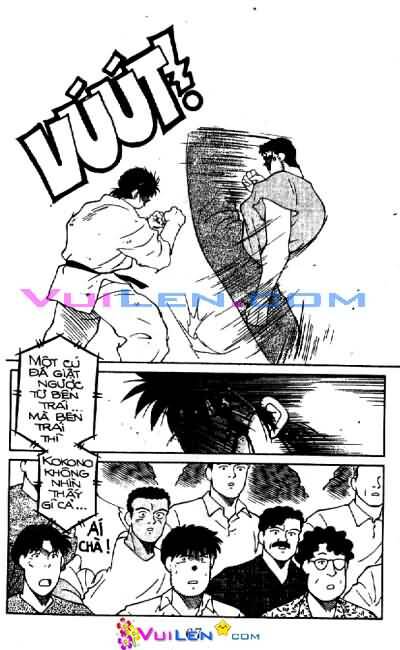 VÚÚT!
VUILEN.COM
MỘT CÚ
ĐÁ GIẬT
NGƯỢC
TỪ BÊN
TRÁI...
MÀ BÊN
TRÁI
THÌ
KOKONO
KHÔNG
NHÌN
THẤY
GÌ CẢ...
ÁI
CHÀ!
VUILEN.COM